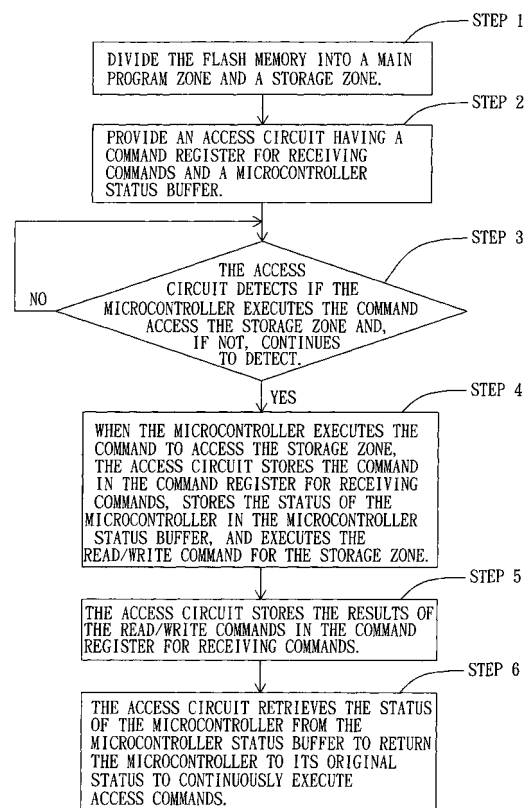 STEP 1
DIVIDE THE FLASH MEMORY INTO A MAIN
PROGRAM ZONE AND A STORAGE ZONE.
STEP 2
PROVIDE AN ACCESS CIRCUIT HAVING A
COMMAND REGISTER FOR RECEIVING
COMMANDS AND A MICROCONTROLLER
STATUS BUFFER.
STEP 3
THE ACCESS
CIRCUIT DETECTS IF THE
MICROCONTROLLER EXECUTES THE COMMAND
ACCESS THE STORAGE ZONE AND,
IF NOT, CONTINUES
TO DETECT.
NO
YES
STEP 4
WHEN THE MICROCONTROLLER EXECUTES THE
COMMAND TO ACCESS THE STORAGE ZONE,
THE ACCESS CIRCUIT STORES THE COMMAND
IN THE COMMAND REGISTER FOR RECEIVING
COMMANDS, STORES THE STATUS OF THE
MICROCONTROLLER IN THE MICROCONTROLLER
STATUS BUFFER, AND EXECUTES THE
READ/WRITE COMMAND FOR THE STORAGE ZONE.
STEP 5
THE ACCESS CIRCUIT STORES THE RESULTS OF
THE READ/WRITE COMMANDS IN THE COMMAND
REGISTER FOR RECEIVING COMMANDS.
STEP 6
THE ACCESS CIRCUIT RETRIEVES THE STATUS
OF THE MICROCONTROLLER FROM THE
MICROCONTROLLER STATUS BUFFER TO RETURN
THE MICROCONTROLLER TO ITS ORIGINAL
STATUS TO CONTINUOUSLY EXECUTE
ACCESS COMMANDS.